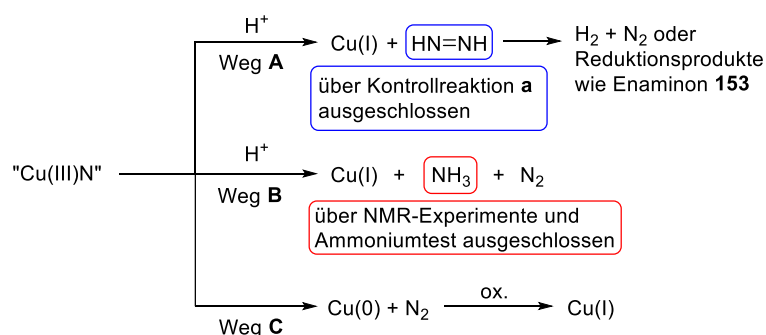 H⁺
Weg A
Cu(I) + HN=NH
H₂ + N₂ oder
Reduktionsprodukte
wie Enaminon 153
über Kontrollreaktion a
ausgeschlossen
"Cu(III)N"
H⁺
Weg B
Cu(I) + NH₃ + N₂
über NMR-Experimente und
Ammoniumtest ausgeschlossen
Weg C
Cu(0) + N₂
ox.
Cu(I)